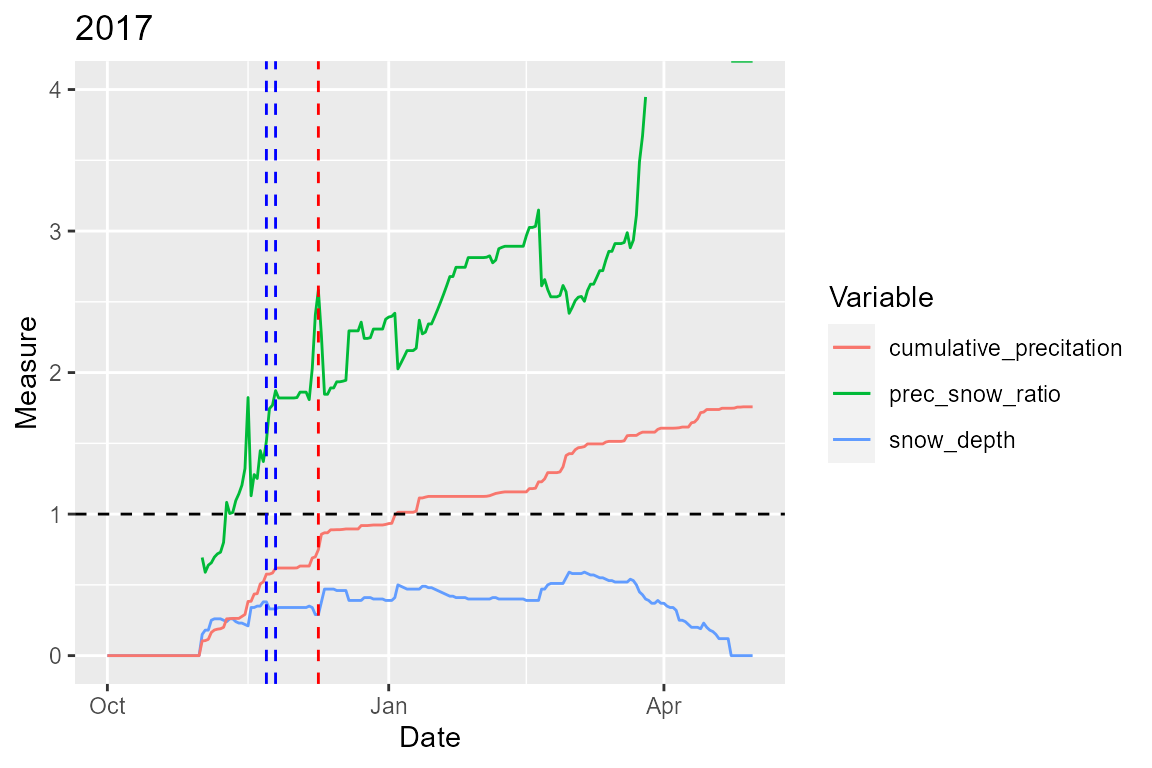 2017
Measure
4
3
2
1
0
Oct
Jan
Apr
Date
Variable
cumulative_precitation
prec_snow_ratio
snow_depth